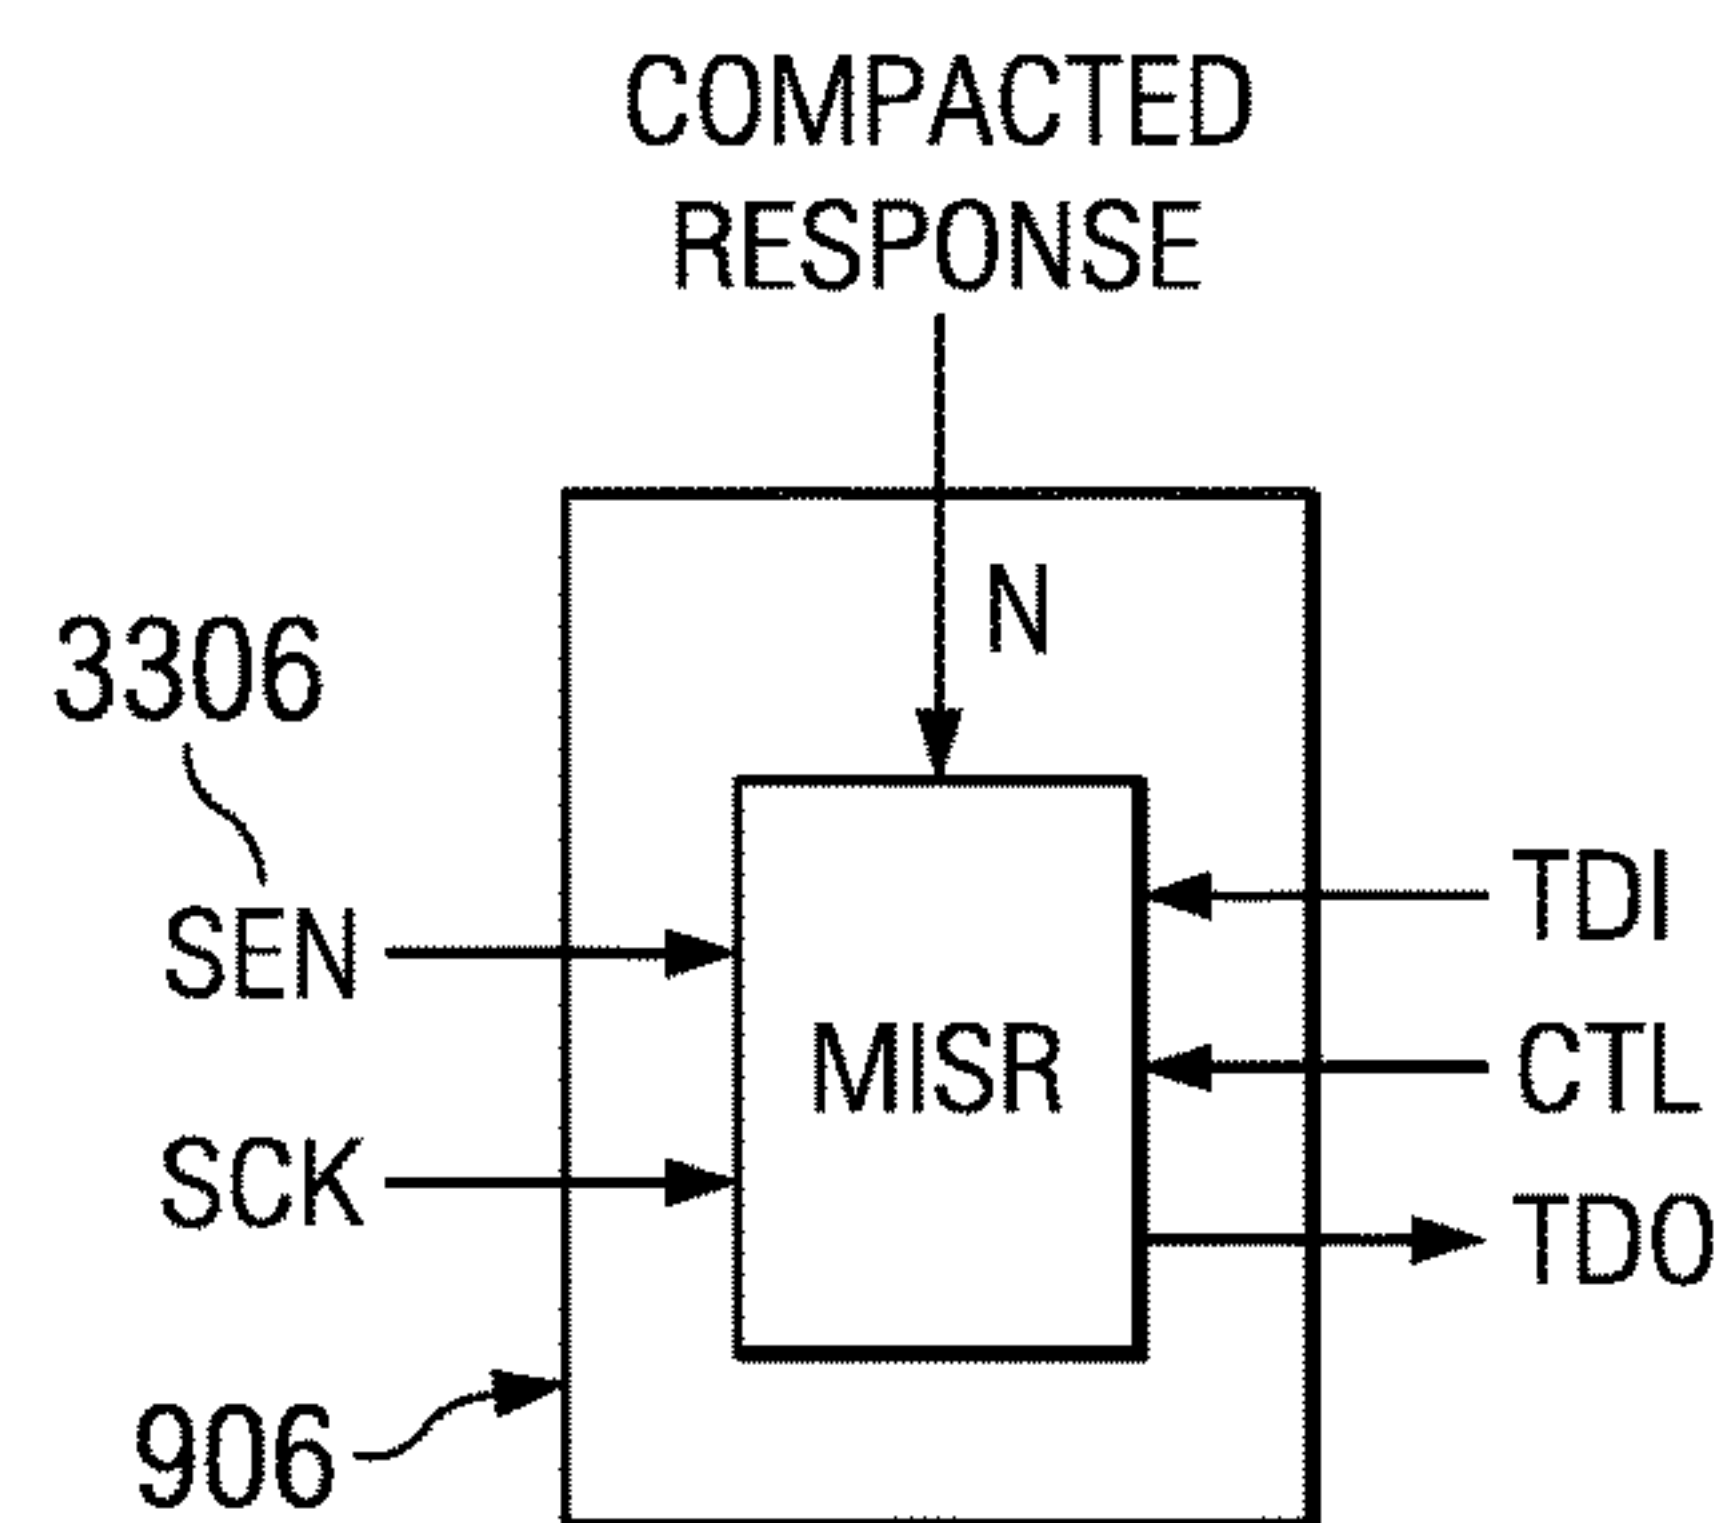 COMPACTED
RESPONSE
N
3306
SEN
SCK
MISR
TDI
CTL
TDO
906